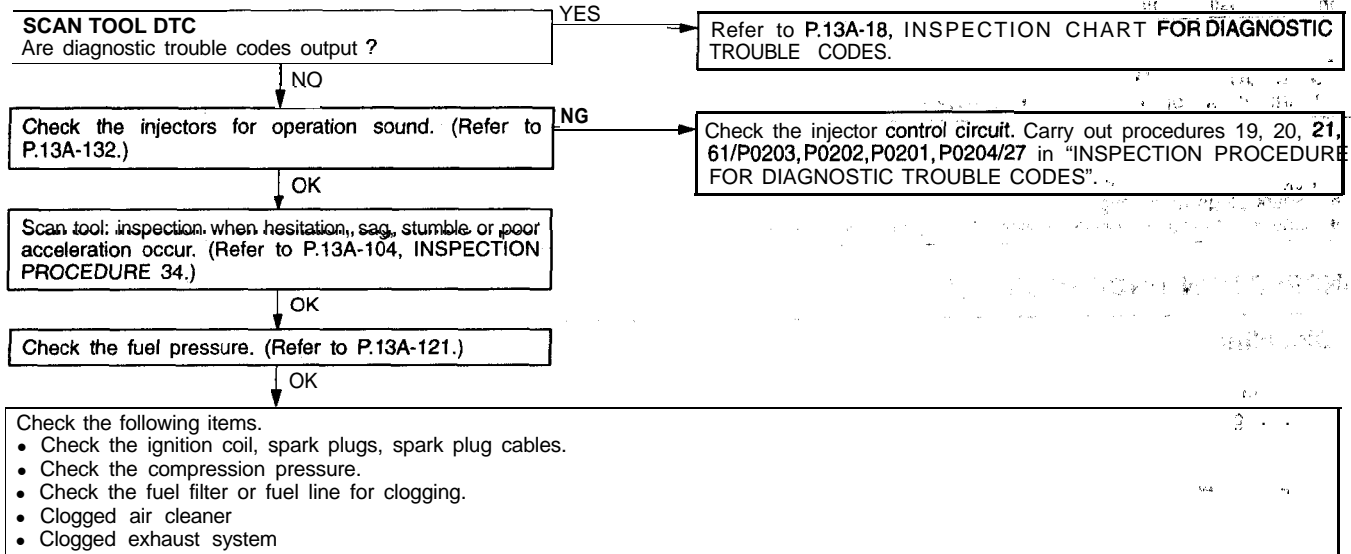 SCAN TOOL DTC
Are diagnostic trouble codes output ?
YES
Refer to P.13A-18, INSPECTION CHART FOR DIAGNOSTIC
TROUBLE CODES.
NO
Check the injectors for operation sound. (Refer to
P.13A-132.)
NG
Check the injector control circuit. Carry out procedures 19, 20, 21,
61/P0203, P0202, P0201, P0204/27 in “INSPECTION PROCEDURE
FOR DIAGNOSTIC TROUBLE CODES”.
OK
Scan tool: inspection when hesitation, sag, stumble or poor
acceleration occur. (Refer to P.13A-104, INSPECTION
PROCEDURE 34.)
OK
Check the fuel pressure. (Refer to P.13A-121.)
OK
Check the following items.
• Check the ignition coil, spark plugs, spark plug cables.
• Check the compression pressure.
• Check the fuel filter or fuel line for clogging.
• Clogged air cleaner
• Clogged exhaust system